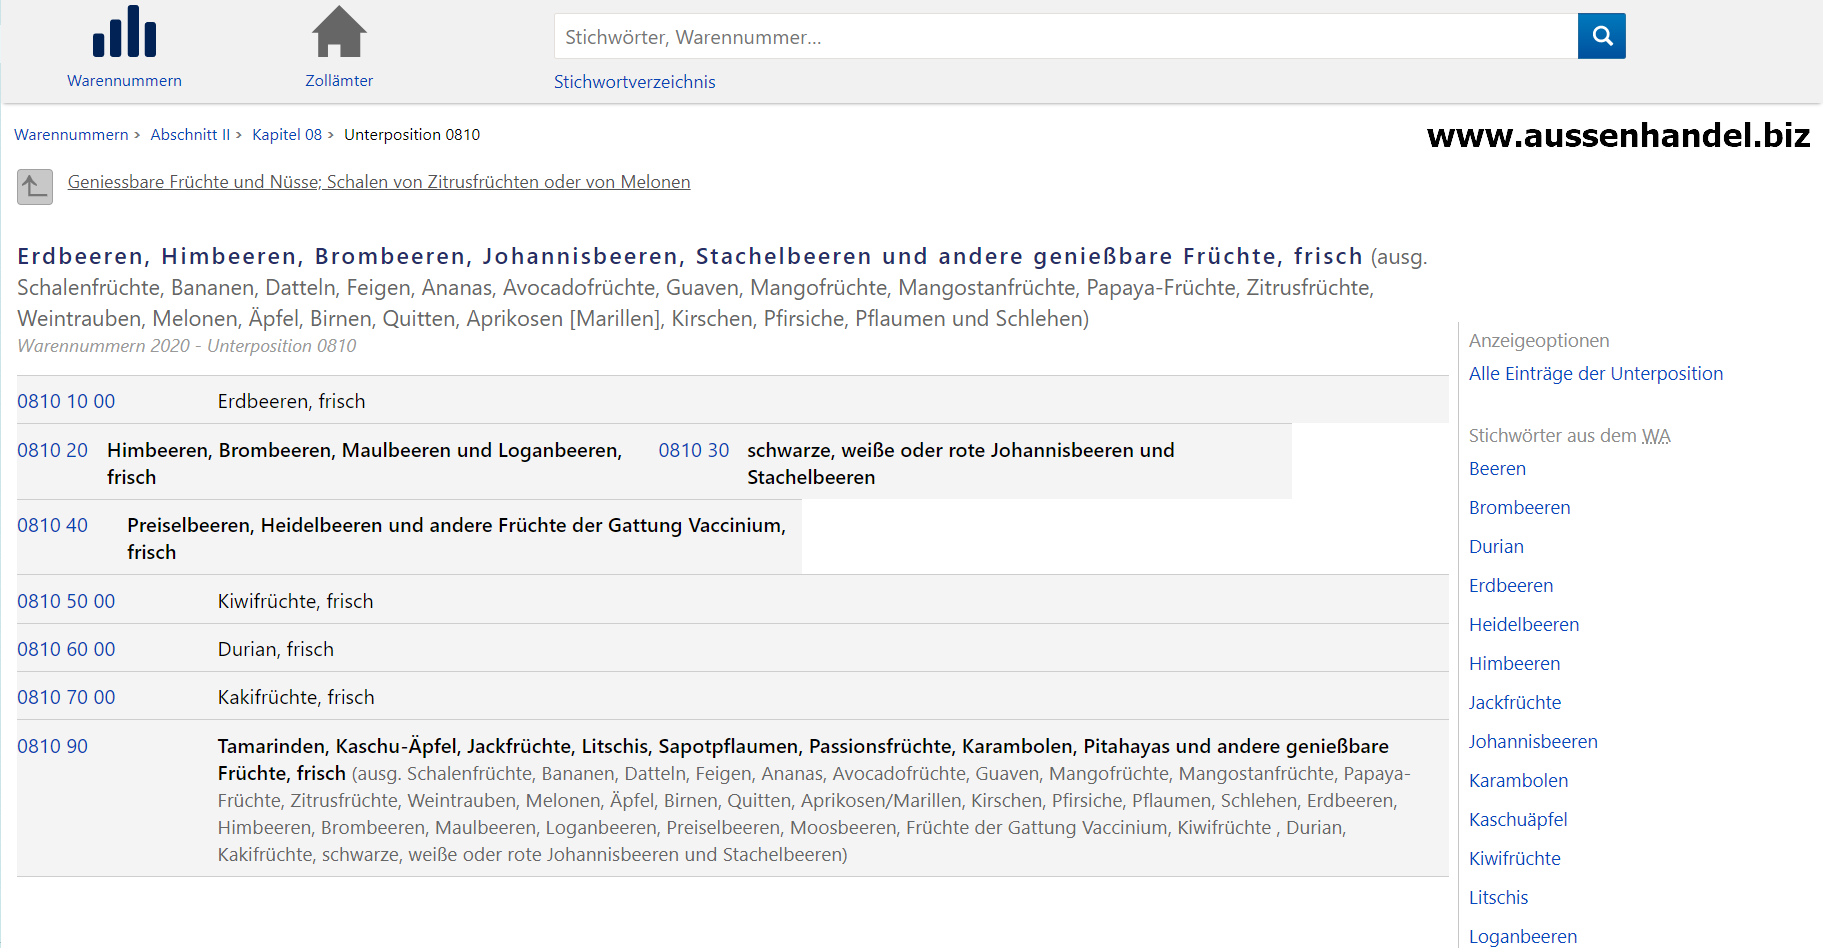 Warennummern
Zollämter
Stichwörter, Warennummer...
Stichwortverzeichnis
Warennummern > Abschnitt II > Kapitel 08 > Unterposition 0810
www.aussenhandel.biz
Geniessbare Früchte und Nüsse; Schalen von Zitrusfrüchten oder von Melonen
Erdbeeren, Himbeeren, Brombeeren, Johannisbeeren, Stachelbeeren und andere genießbare Früchte, frisch (ausg.
Schalenfrüchte, Bananen, Datteln, Feigen, Ananas, Avocadofrüchte, Guaven, Mangofrüchte, Mangostanfrüchte, Papaya-Früchte, Zitrusfrüchte,
Weintrauben, Melonen, Äpfel, Birnen, Quitten, Aprikosen [Marillen], Kirschen, Pfirsiche, Pflaumen und Schlehen)
Warennummern 2020 - Unterposition 0810
0810 10 00 Erdbeeren, frisch
0810 20 Himbeeren, Brombeeren, Maulbeeren und Loganbeeren,
frisch
0810 30 schwarze, weiße oder rote Johannisbeeren und
Stachelbeeren
0810 40 Preiselbeeren, Heidelbeeren und andere Früchte der Gattung Vaccinium,
frisch
0810 50 00 Kiwifrüchte, frisch
0810 60 00 Durian, frisch
0810 70 00 Kakifrüchte, frisch
0810 90 Tamarinden, Kaschu-Äpfel, Jackfrüchte, Litschis, Sapotpflaumen, Passionsfrüchte, Karambolen, Pitahayas und andere genießbare
Früchte, frisch (ausg. Schalenfrüchte, Bananen, Datteln, Feigen, Ananas, Avocadofrüchte, Guaven, Mangofrüchte, Mangostanfrüchte, Papaya-
Früchte, Zitrusfrüchte, Weintrauben, Melonen, Äpfel, Birnen, Quitten, Aprikosen/Marillen, Kirschen, Pfirsiche, Pflaumen, Schlehen, Erdbeeren,
Himbeeren, Brombeeren, Maulbeeren, Loganbeeren, Preiselbeeren, Moosbeeren, Früchte der Gattung Vaccinium, Kiwifrüchte , Durian,
Kakifrüchte, schwarze, weiße oder rote Johannisbeeren und Stachelbeeren)
Anzeigeoptionen
Alle Einträge der Unterposition
Stichwörter aus dem WA
Beeren
Brombeeren
Durian
Erdbeeren
Heidelbeeren
Himbeeren
Jackfrüchte
Johannisbeeren
Karambolen
Kaschuäpfel
Kiwifrüchte
Litschis
Loganbeeren